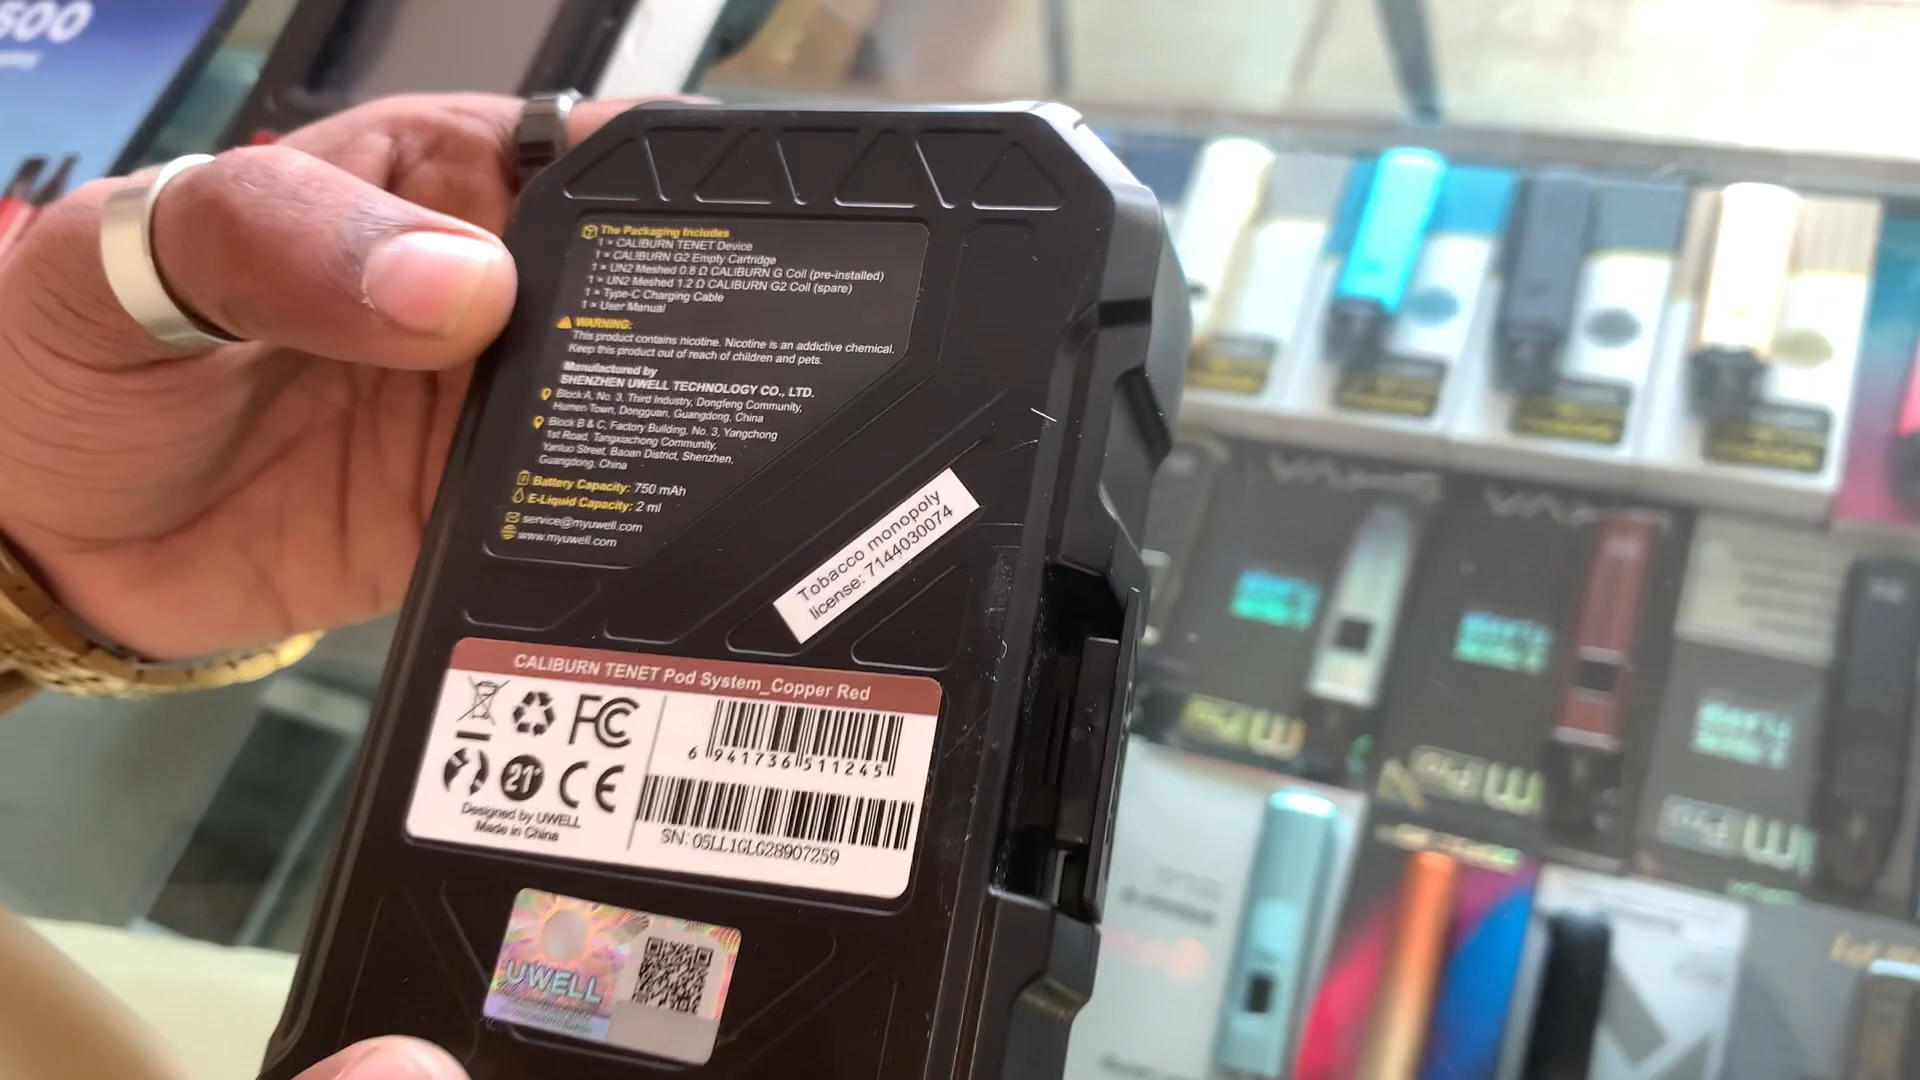 500
The Packaging Includes
1 × CALIBURN TENET Device
1 × CALIBURN G2 Empty Cartridge
1 × UN2 Meshed 0.8 Ω CALIBURN G Coil (pre-installed)
1 × UN2 Meshed 1.2 Ω CALIBURN G2 Coil (spare)
1 × Type-C Charging Cable
1 × User Manual
WARNING:
This product contains nicotine. Nicotine is an addictive chemical.
Keep this product out of reach of children and pets.
Manufactured by
SHENZHEN UWELL TECHNOLOGY CO., LTD.
Block A, No. 3, Third Industry, Dongfeng Community,
Humen Town, Dongguan, Guangdong, China
Block B & C, Factory Building, No. 3, Yangchong
1st Road, Tangxiachong Community,
Yanluo Street, Baoan District, Shenzhen,
Guangdong, China
Battery Capacity: 750 mAh
E-Liquid Capacity: 2 ml
service@myuwell.com
www.myuwell.com
Tobacco monopoly
license: 7144030074
CALIBURN TENET Pod System_Copper Red
FC
21+
CE
Designed by UWELL
Made in China
6 941736 511245
SN: 05LL1GLG28907259
UWELL